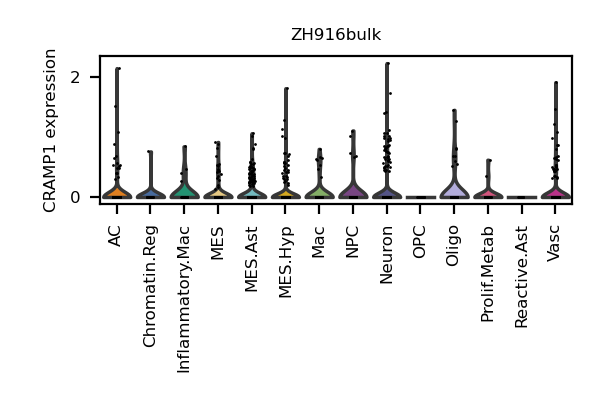 ZH916bulk
CRAMP1 expression
2
0
AC
Chromatin.Reg
Inflammatory.Mac
MES
MES.Ast
MES.Hyp
Mac
NPC
Neuron
OPC
Oligo
Prolif.Metab
Reactive.Ast
Vasc